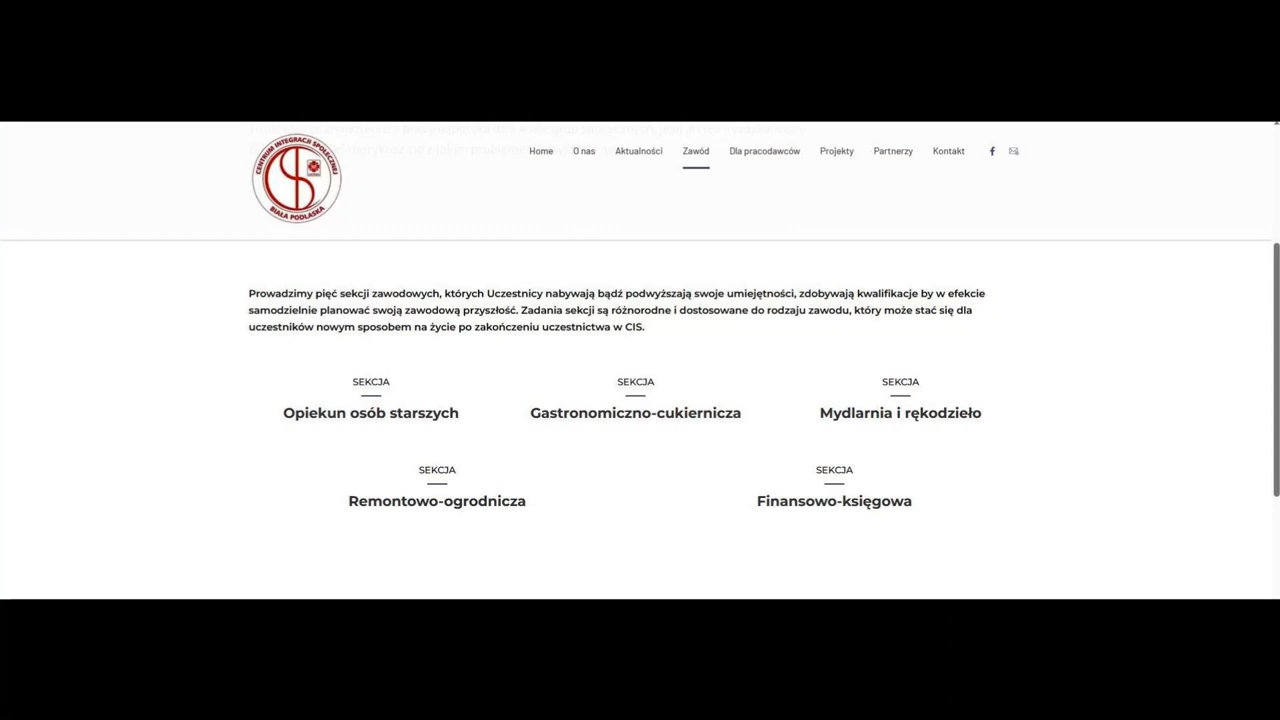 CENTRUM INTEGRACJI SPOŁECZNEJ
BIAŁA PODLASKA
Home O nas Aktualności Zawód Dla pracodawców Projekty Partnerzy Kontakt
Prowadzimy pięć sekcji zawodowych, których Uczestnicy nabywają bądź podwyższają swoje umiejętności, zdobywają kwalifikacje by w efekcie
samodzielnie planować swoją zawodową przyszłość. Zadania sekcji są różnorodne i dostosowane do rodzaju zawodu, który może stać się dla
uczestników nowym sposobem na życie po zakończeniu uczestnictwa w CIS.
SEKCJA SEKCJA SEKCJA
Opiekun osób starszych Gastronomiczno-cukiernicza Mydlarnia i rękodzieło
SEKCJA SEKCJA
Remontowo-ogrodnicza Finansowo-księgowa